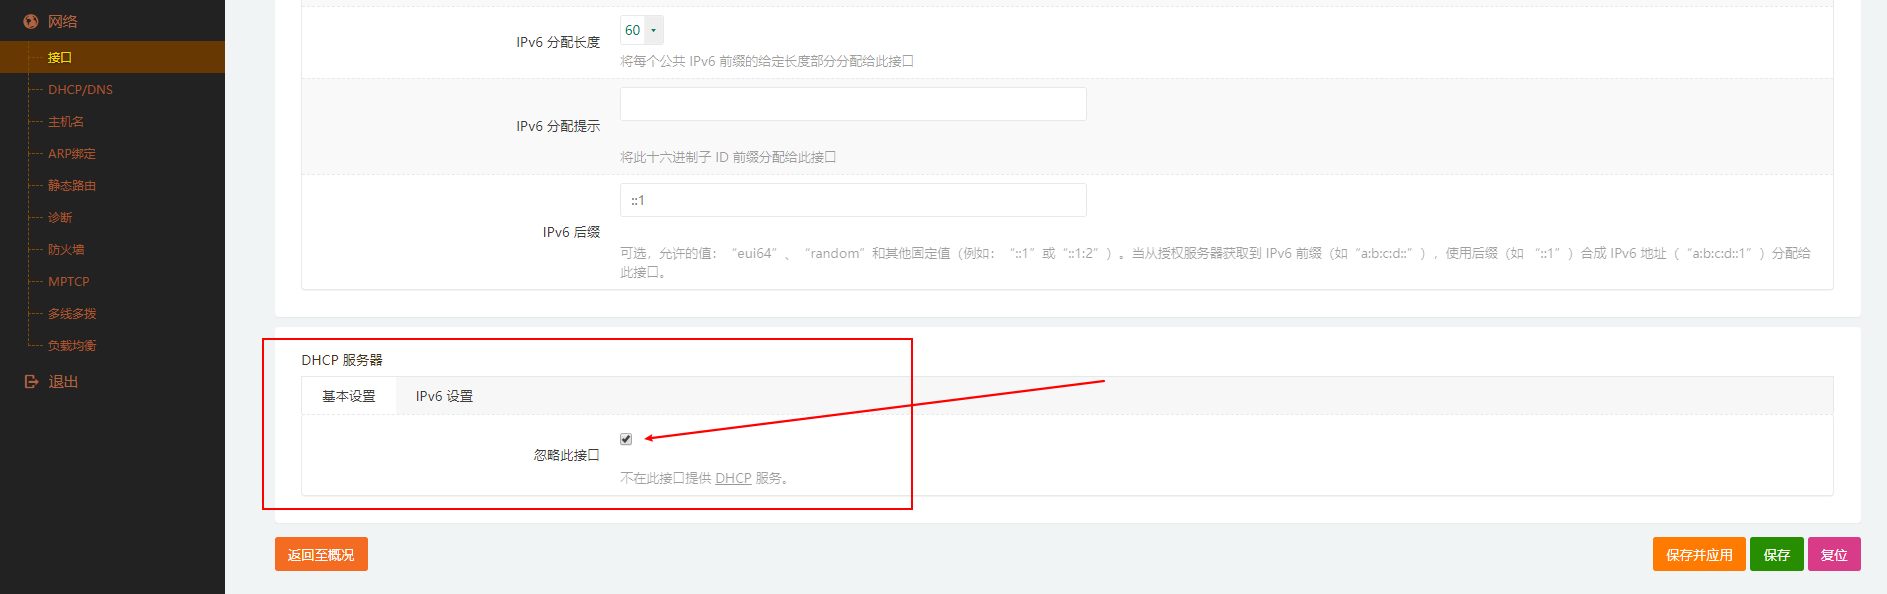 网络
接口
DHCP/DNS
主机名
ARP绑定
静态路由
诊断
防火墙
MPTCP
多线多拨
负载均衡
退出
IPv6 分配长度
60
将每个公共 IPv6 前缀的给定长度部分分配给此接口
IPv6 分配提示
将此十六进制子 ID 前缀分配给此接口
IPv6 后缀
::1
可选，允许的值：“eui64”、“random”和其他固定值（例如：“::1”或“::1:2”）。当从授权服务器获取到 IPv6 前缀（如“a:b:c:d::”），使用后缀（如 “::1”）合成 IPv6 地址（“a:b:c:d::1”）分配给
此接口。
DHCP 服务器
基本设置 IPv6 设置
忽略此接口
不在此接口提供 DHCP 服务。
返回至概况
保存并应用 保存 复位